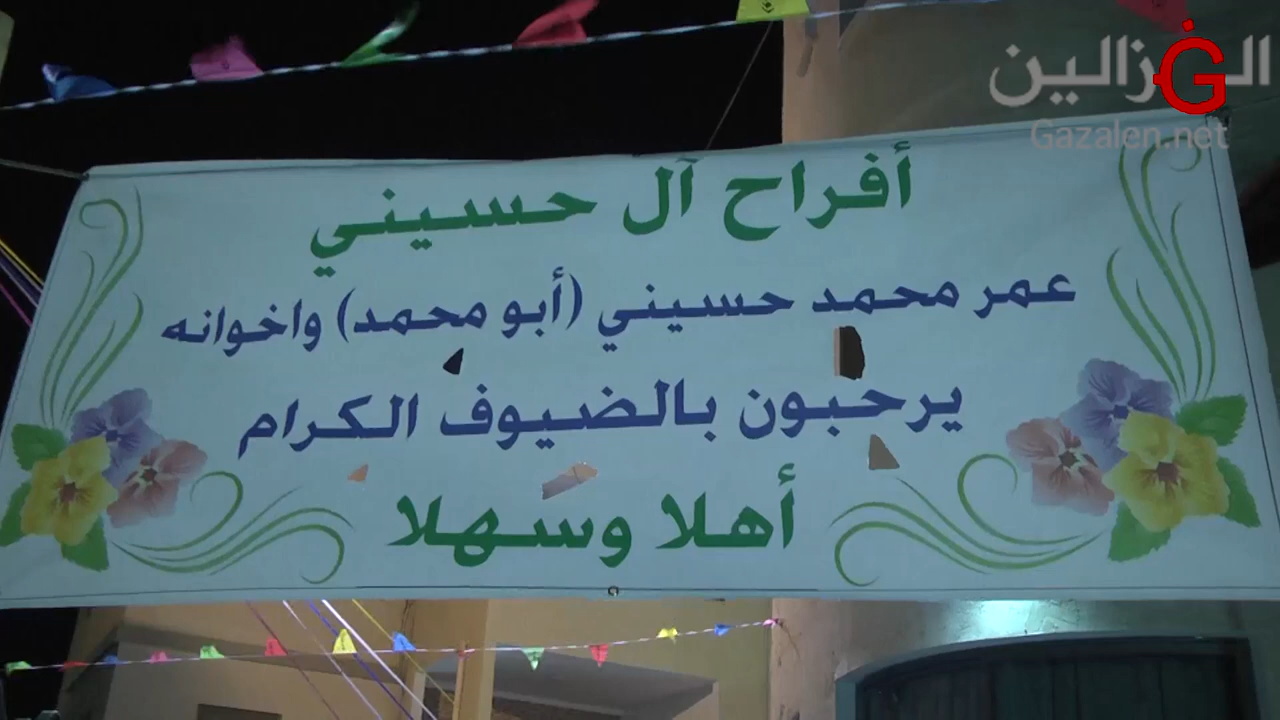 الغزالين
Gazalen.net
أفراح آل حسيني
عمر محمد حسيني (أبو محمد) واخوانه
يرحبون بالضيوف الكرام
أهلا وسهلا